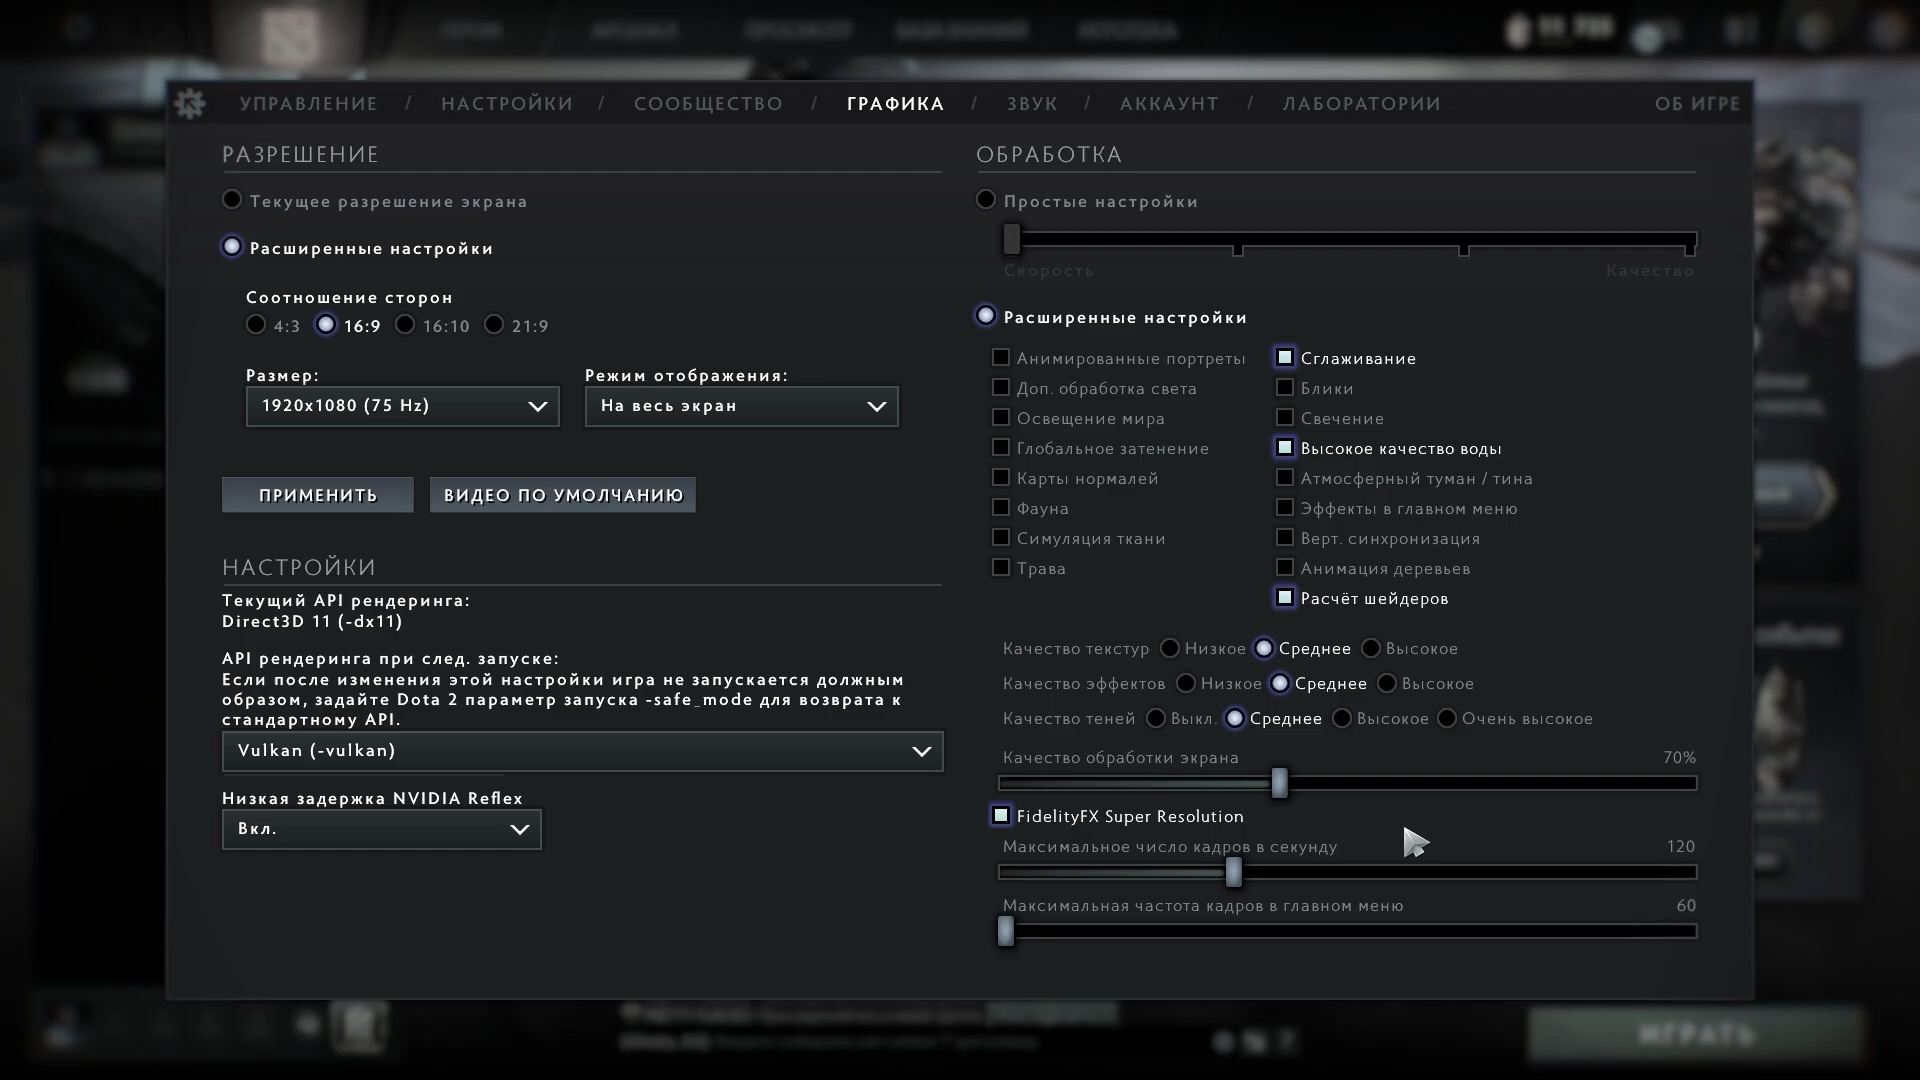 УПРАВЛЕНИЕ / НАСТРОЙКИ / СООБЩЕСТВО / ГРАФИКА / ЗВУК / АККАУНТ / ЛАБОРАТОРИИ ОБ ИГРЕ
РАЗРЕШЕНИЕ
Текущее разрешение экрана
Расширенные настройки
Соотношение сторон
4:3 16:9 16:10 21:9
Размер: Режим отображения:
1920x1080 (75 Hz) На весь экран
ПРИМЕНИТЬ ВИДЕО ПО УМОЛЧАНИЮ
НАСТРОЙКИ
Текущий API рендеринга:
Direct3D 11 (-dx11)
API рендеринга при след. запуске:
Если после изменения этой настройки игра не запускается должным
образом, задайте Dota 2 параметр запуска -safe_mode для возврата к
стандартному API.
Vulkan (-vulkan)
Низкая задержка NVIDIA Reflex
Вкл.
ОБРАБОТКА
Простые настройки
Скорость Качество
Расширенные настройки
Анимированные портреты Сглаживание
Доп. обработка света Блики
Освещение мира Свечение
Глобальное затенение Высокое качество воды
Карты нормалей Атмосферный туман / тина
Фауна Эффекты в главном меню
Симуляция ткани Верт. синхронизация
Трава Анимация деревьев
Расчёт шейдеров
Качество текстур Низкое Среднее Высокое
Качество эффектов Низкое Среднее Высокое
Качество теней Выкл. Среднее Высокое Очень высокое
Качество обработки экрана 70%
FidelityFX Super Resolution
Максимальное число кадров в секунду 120
Максимальная частота кадров в главном меню 60
ИГРАТЬ